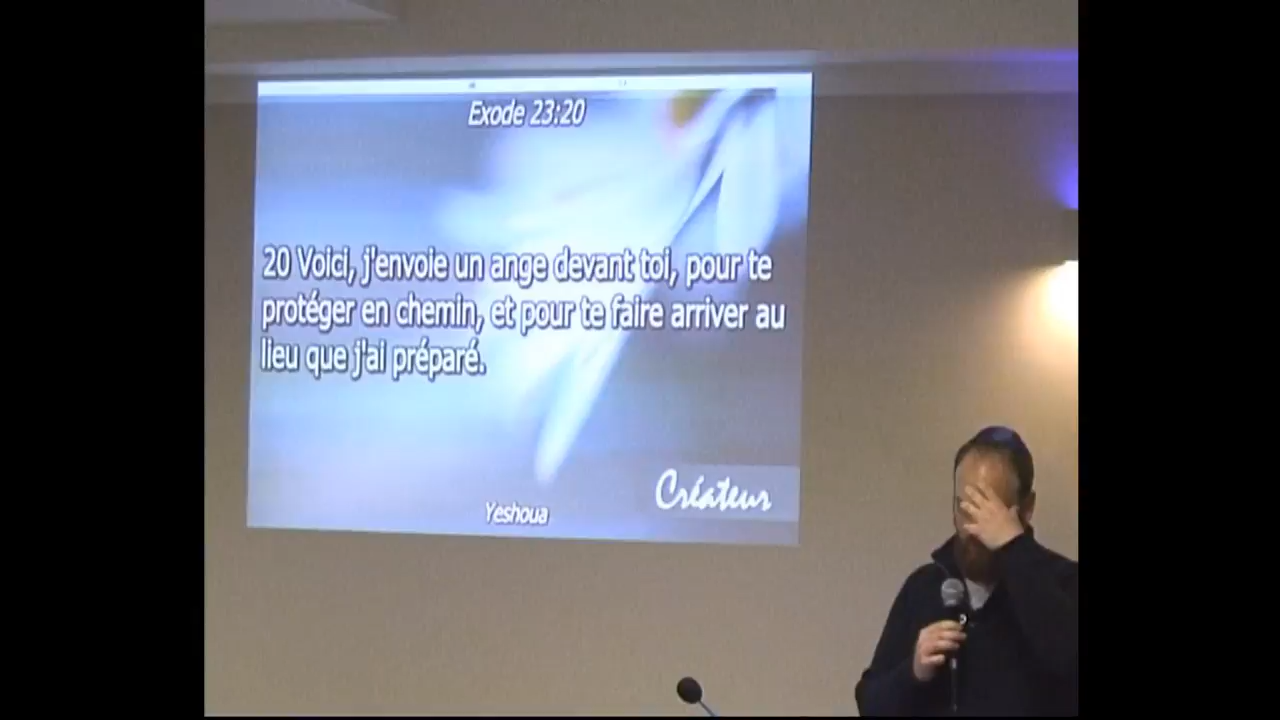 Exode 23:20
20 Voici, j'envoie un ange devant toi, pour te
protéger en chemin, et pour te faire arriver au
lieu que j'ai préparé.
Créateur
Yeshoua